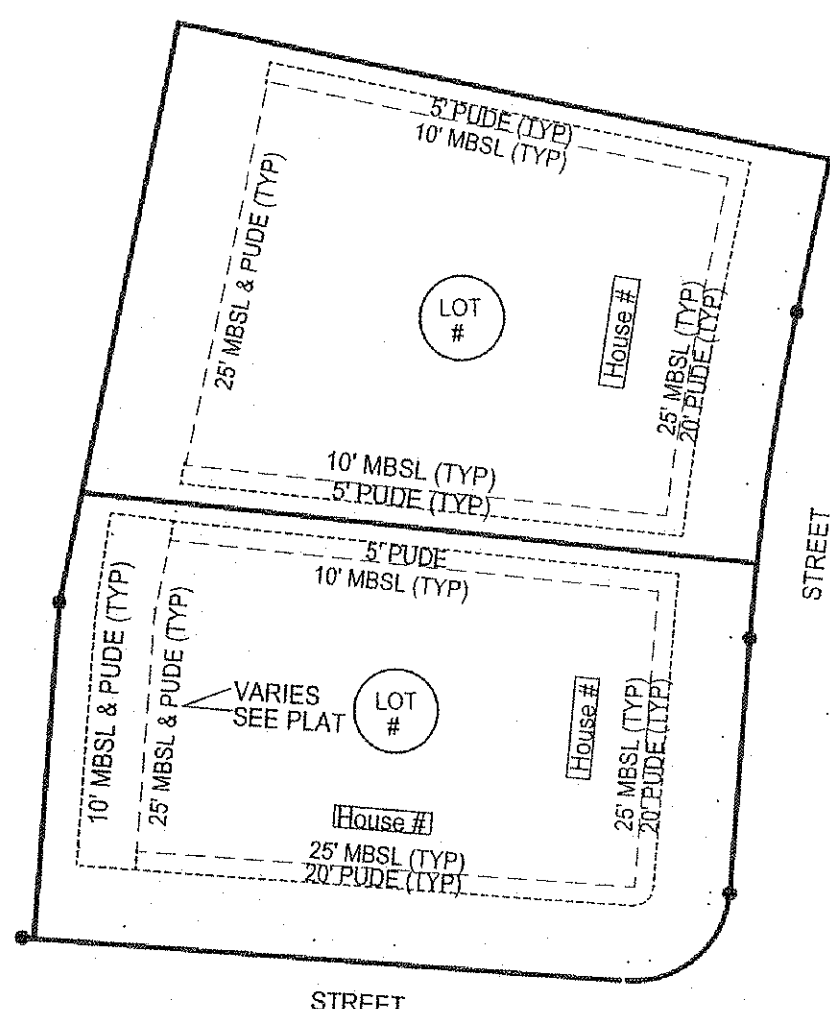 5' PUDE (TYP)
10' MBSL (TYP)
25' MBSL & PUDE (TYP)
LOT
#
House #
25' MBSL (TYP)
20' PUDE (TYP)
10' MBSL (TYP)
5' PUDE (TYP)
STREET
5' PUDE
10' MBSL (TYP)
10' MBSL & PUDE (TYP)
25' MBSL & PUDE (TYP)
VARIES
SEE PLAT
LOT
#
House #
25' MBSL (TYP)
20' PUDE (TYP)
House #
25' MBSL (TYP)
20' PUDE (TYP)
STREET